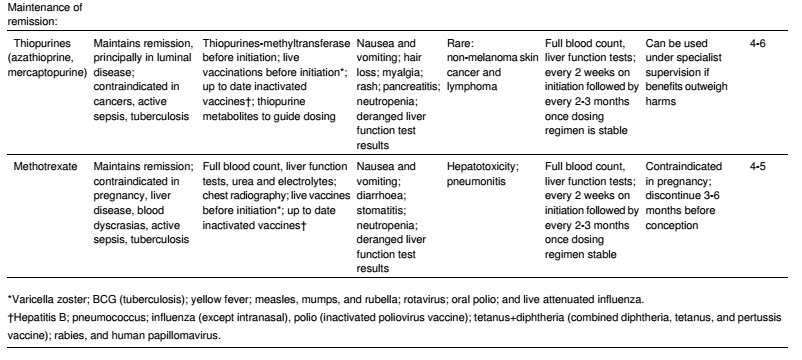 Maintenance of
remission:
Thiopurines
(azathioprine,
mercaptopurine)
Maintains remission,
principally in luminal
disease;
contraindicated in
cancers, active
sepsis, tuberculosis
Thiopurines-methyltransferase
before initiation; live
vaccinations before initiation*;
up to date inactivated
vaccines†; thiopurine
metabolites to guide dosing
Nausea and
vomiting; hair
loss; myalgia;
rash; pancreatitis;
neutropenia;
deranged liver
function test
results
Rare:
non-melanoma skin
cancer and
lymphoma
Full blood count,
liver function tests;
every 2 weeks on
initiation followed by
every 2-3 months
once dosing
regimen is stable
Can be used
under specialist
supervision if
benefits outweigh
harms
4-6
Methotrexate
Maintains remission;
contraindicated in
pregnancy, liver
disease, blood
dyscrasias, active
sepsis, tuberculosis
Full blood count, liver function
tests, urea and electrolytes;
chest radiography; live vaccines
before initiation*; up to date
inactivated vaccines†
Nausea and
vomiting;
diarrhoea;
stomatitis;
neutropenia;
deranged liver
function test
results
Hepatotoxicity;
pneumonitis
Full blood count,
liver function tests;
every 2 weeks on
initiation followed by
every 2-3 months
once dosing
regimen stable
Contraindicated
in pregnancy;
discontinue 3-6
months before
conception
4-5
*Varicella zoster; BCG (tuberculosis); yellow fever; measles, mumps, and rubella; rotavirus; oral polio; and live attenuated influenza.
†Hepatitis B; pneumococcus; influenza (except intranasal), polio (inactivated poliovirus vaccine); tetanus+diphtheria (combined diphtheria, tetanus, and pertussis
vaccine); rabies, and human papillomavirus.